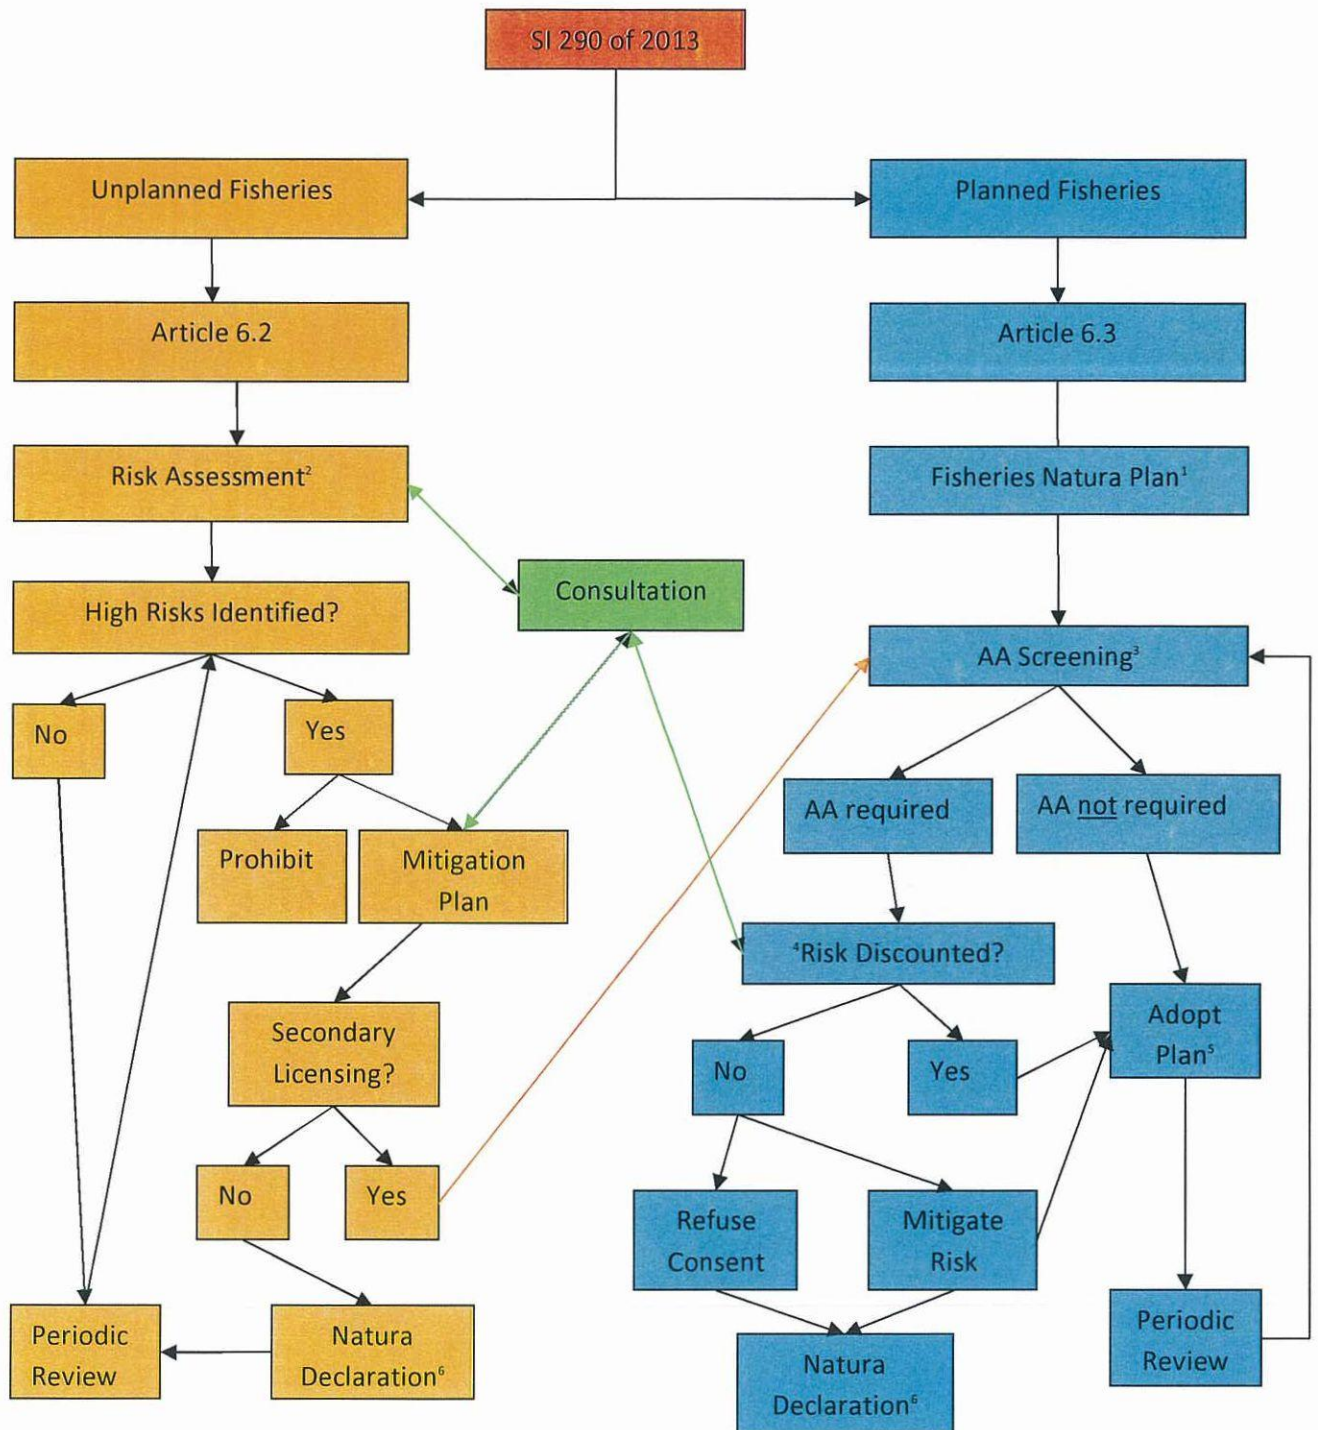 SI 290 of 2013
Unplanned Fisheries
Planned Fisheries
Article 6.2
Article 6.3
Risk Assessment²
Fisheries Natura Plan¹
High Risks Identified?
Consultation
AA Screening³
No
Yes
AA required
AA not required
Prohibit
Mitigation
Plan
⁴Risk Discounted?
Secondary
Licensing?
Adopt
Plan⁵
No
Yes
No
Yes
Refuse
Consent
Mitigate
Risk
Periodic
Review
Natura
Declaration⁶
Natura
Declaration⁶
Periodic
Review